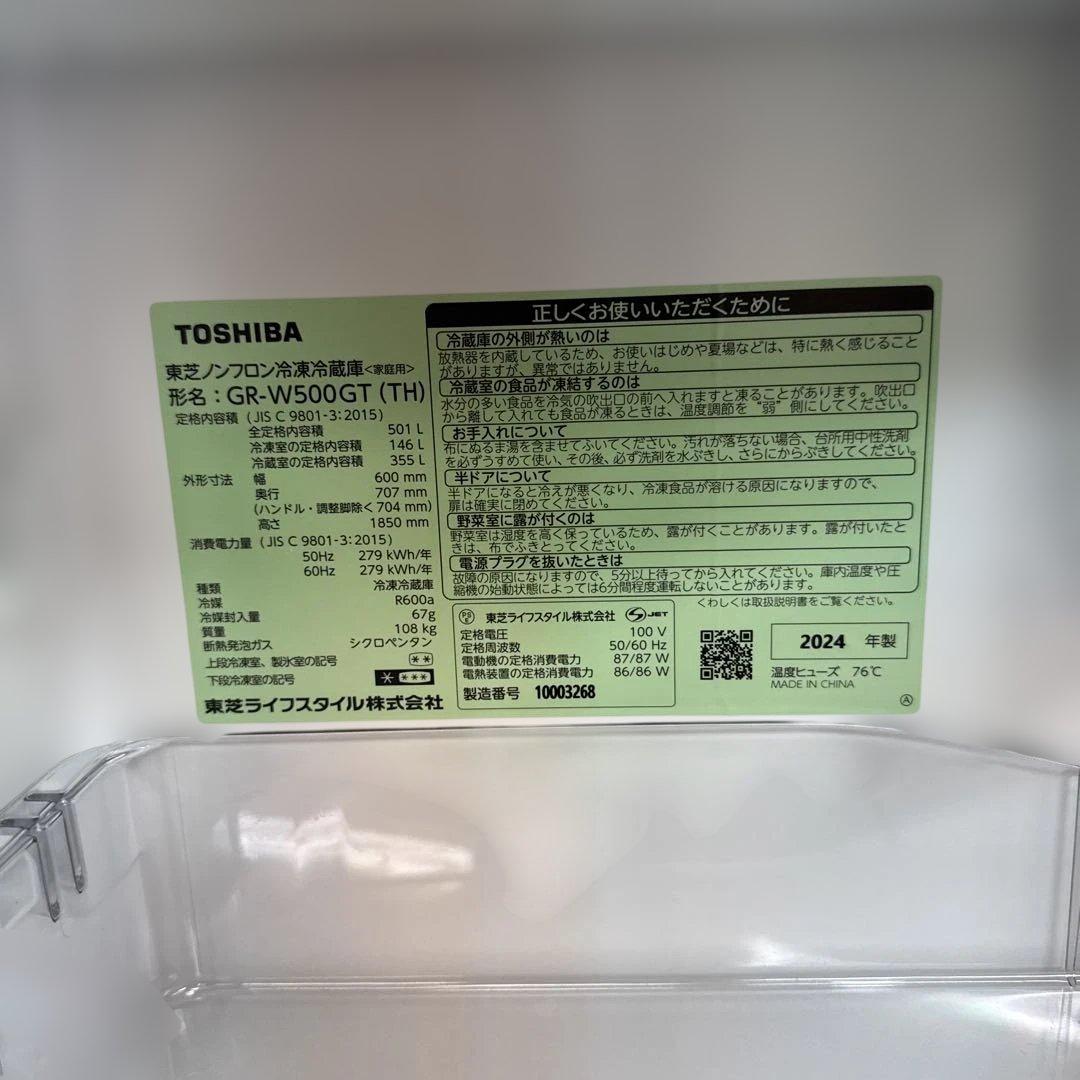 TOSHIBA
東芝ノンフロン冷凍冷蔵庫<家庭用>
形名：GR-W500GT (TH)
定格内容積 (JIS C 9801-3:2015)
全定格内容積 501 L
冷凍室の定格内容積 146 L
冷蔵室の定格内容積 355 L
外形寸法 幅 600 mm
奥行 707 mm
(ハンドル・調整脚除く 704 mm)
高さ 1850 mm
消費電力量 (JIS C 9801-3:2015)
50Hz 279 kWh/年
60Hz 279 kWh/年
種類 冷凍冷蔵庫
冷媒 R600a
冷媒封入量 67g
質量 108 kg
断熱発泡ガス シクロペンタン
上段冷凍室、製氷室の記号 **
下段冷凍室の記号 * ***
東芝ライフスタイル株式会社
正しくお使いいただくために
冷蔵庫の外側が熱いのは
放熱器を内蔵しているため、お使いはじめや夏場などは、特に熱く感じること
がありますが、異常ではありません。
冷蔵室の食品が凍結するのは
水分の多い食品を冷気の吹出口の前へ入れますと凍ることがあります。吹出口
から離して入れても食品が凍るときは、温度調節を“弱”側にしてください。
お手入れについて
布にぬるま湯を含ませてふいてください。汚れが落ちない場合、台所用中性洗剤
を必ずうすめて使い、その後、必ず洗剤を水ぶきし、さらにからぶきしてください。
半ドアについて
半ドアになると冷えが悪くなり、冷凍食品が溶ける原因になりますので、
扉は確実に閉めてください。
野菜室に露が付くのは
野菜室は湿度を高く保っているため、露が付くことがあります。露が付いたと
きは、布でふきとってください。
電源プラグを抜いたときは
故障の原因になりますので、5分以上待ってから入れてください。庫内温度や圧
縮機の始動状態によっては6分間程度運転しないことがあります。
くわしくは取扱説明書をご覧ください。
PS E 東芝ライフスタイル株式会社 S JET
定格電圧 100 V
定格周波数 50/60 Hz
電動機の定格消費電力 87/87 W
電熱装置の定格消費電力 86/86 W
製造番号 10003268
2024 年製
温度ヒューズ 76℃
MADE IN CHINA
Ⓐ